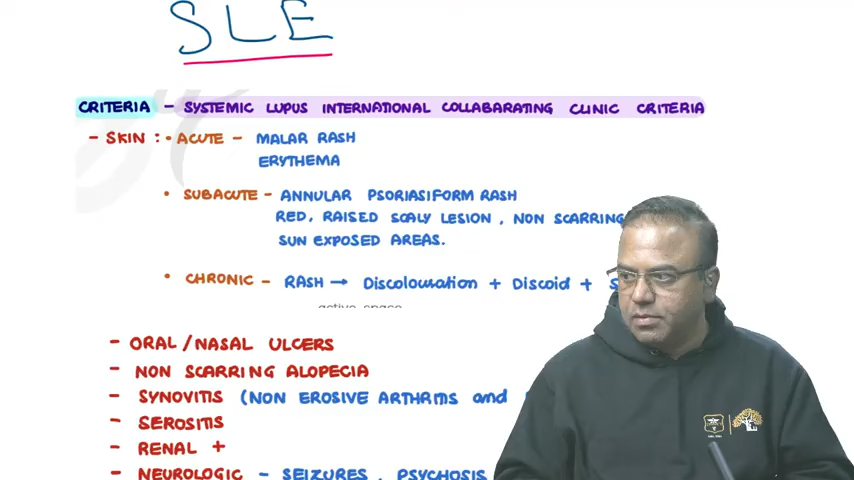 SLE
CRITERIA - SYSTEMIC LUPUS INTERNATIONAL COLLABARATING CLINIC CRITERIA
- SKIN : • ACUTE - MALAR RASH
ERYTHEMA
• SUBACUTE - ANNULAR PSORIASIFORM RASH
RED, RAISED SCALY LESION, NON SCARRING
SUN EXPOSED AREAS.
• CHRONIC - RASH → Discolouration + Discoid + S
- ORAL/NASAL ULCERS
- NON SCARRING ALOPECIA
- SYNOVITIS (NON EROSIVE ARTHRITIS and
- SEROSITIS
- RENAL +
- NEUROLOGIC - SEIZURES, PSYCHOSIS